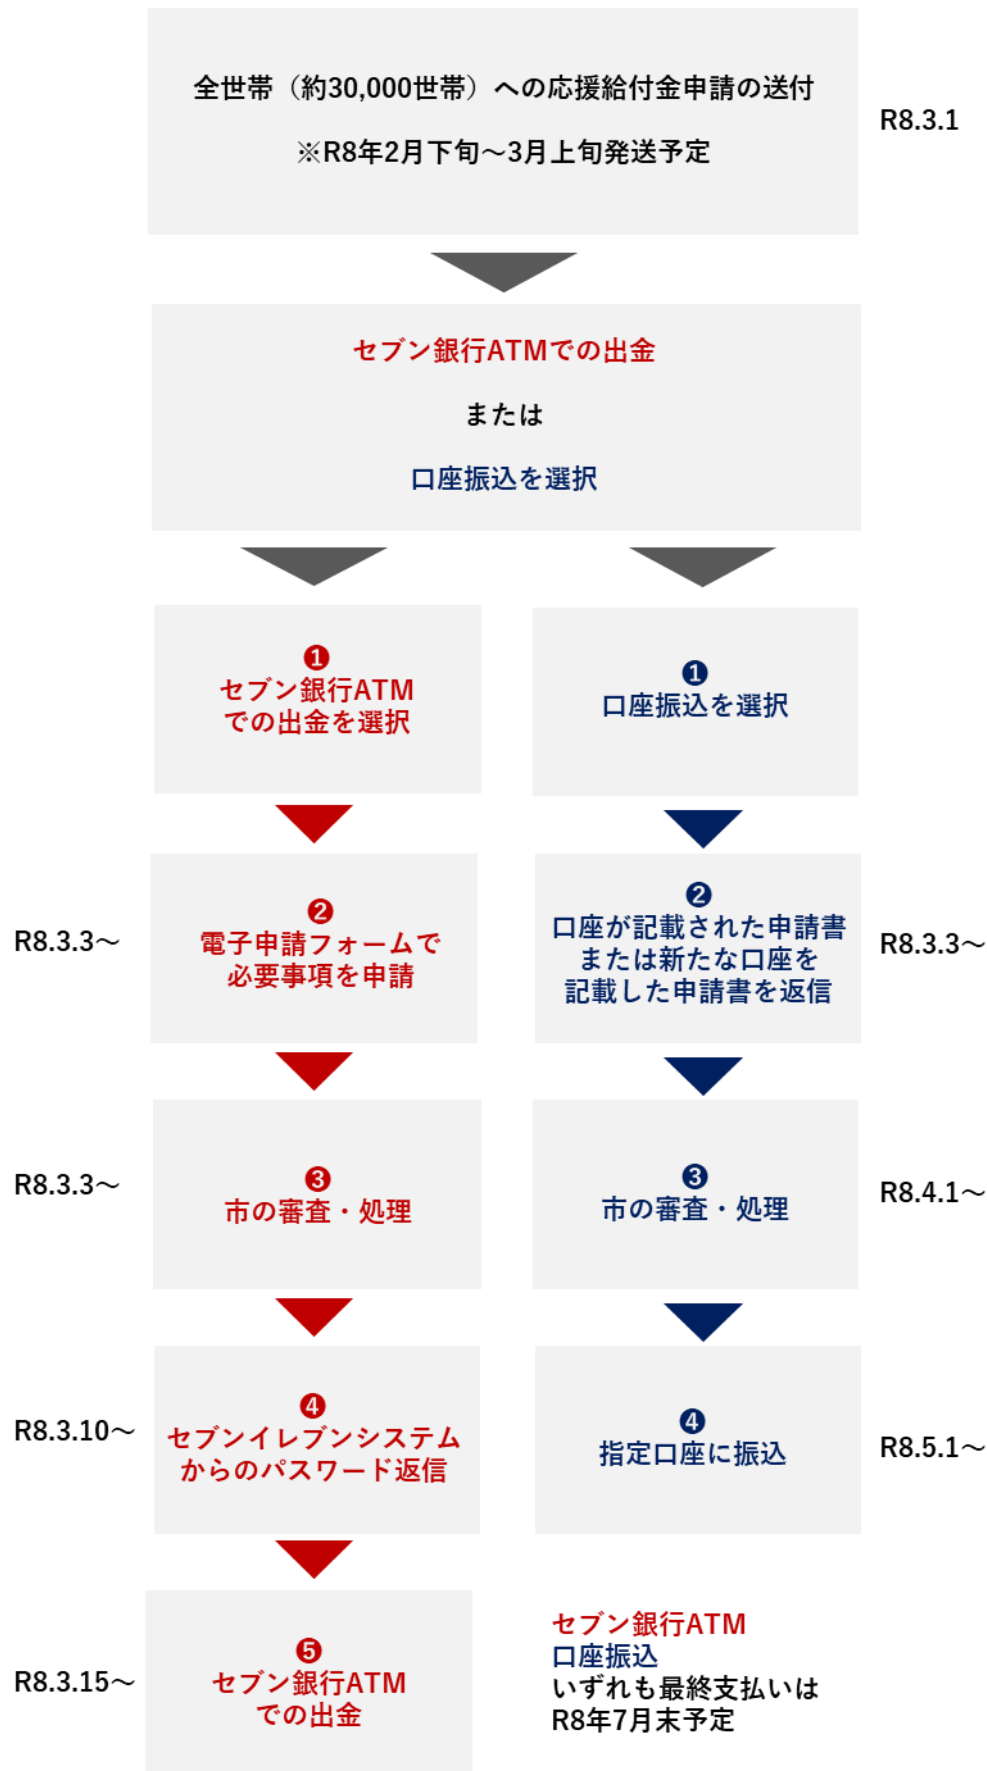 全世帯（約30,000世帯）への応援給付金申請の送付
※R8年2月下旬～3月上旬発送予定
R8.3.1
セブン銀行ATMでの出金
または
口座振込を選択
❶
セブン銀行ATM
での出金を選択
❶
口座振込を選択
R8.3.3～
❷
電子申請フォームで
必要事項を申請
❷
口座が記載された申請書
または新たな口座を
記載した申請書を返信
R8.3.3～
R8.3.3～
❸
市の審査・処理
❸
市の審査・処理
R8.4.1～
R8.3.10～
❹
セブンイレブンシステム
からのパスワード返信
❹
指定口座に振込
R8.5.1～
R8.3.15～
❺
セブン銀行ATM
での出金
セブン銀行ATM
口座振込
いずれも最終支払いは
R8年7月末予定